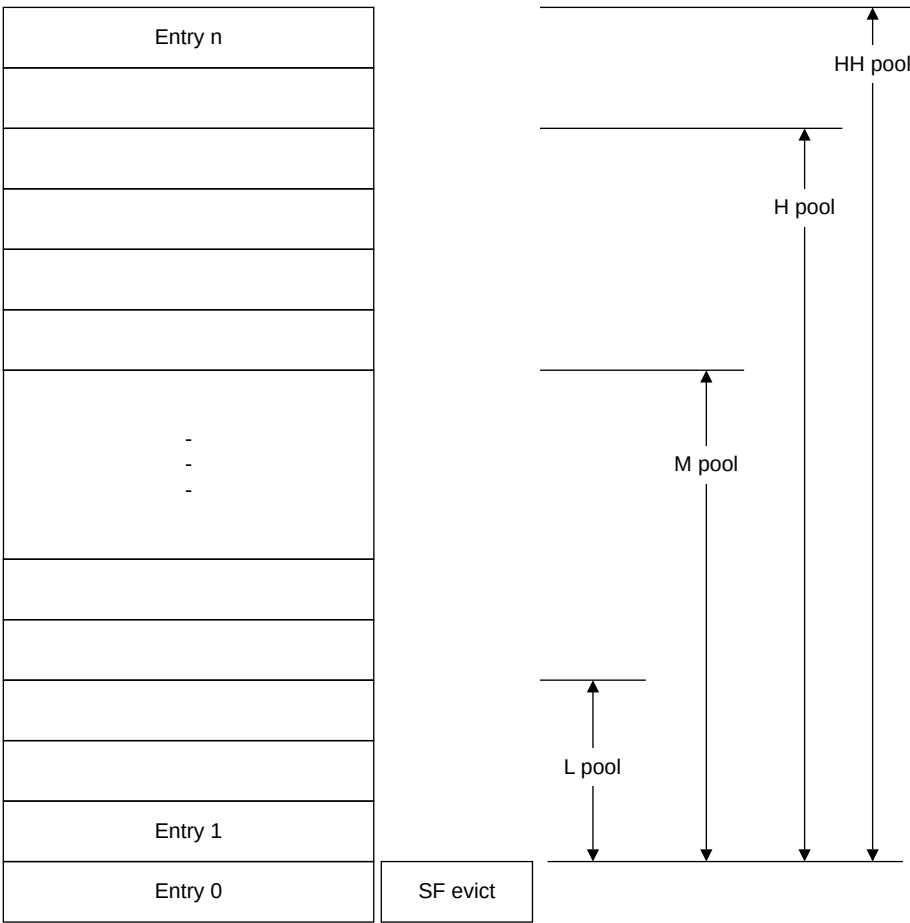 Entry n
HH pool
H pool
-
-
-
M pool
L pool
Entry 1
Entry 0
SF evict